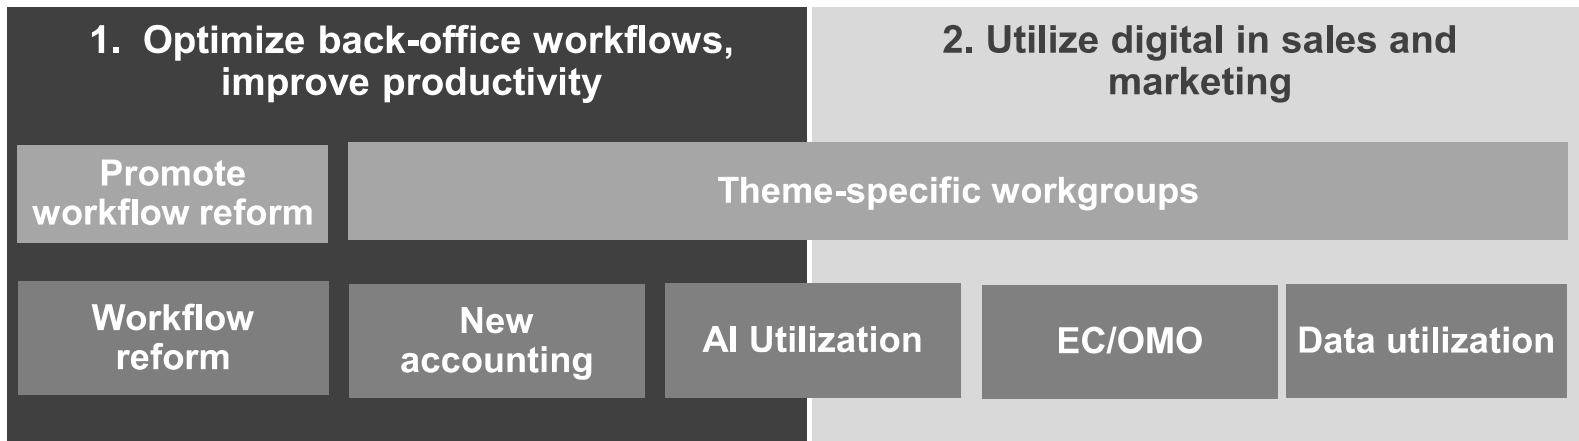 1. Optimize back-office workflows,
improve productivity
2. Utilize digital in sales and
marketing
Promote
workflow reform
Theme-specific workgroups
Workflow
reform
New
accounting
AI Utilization
EC/OMO
Data utilization